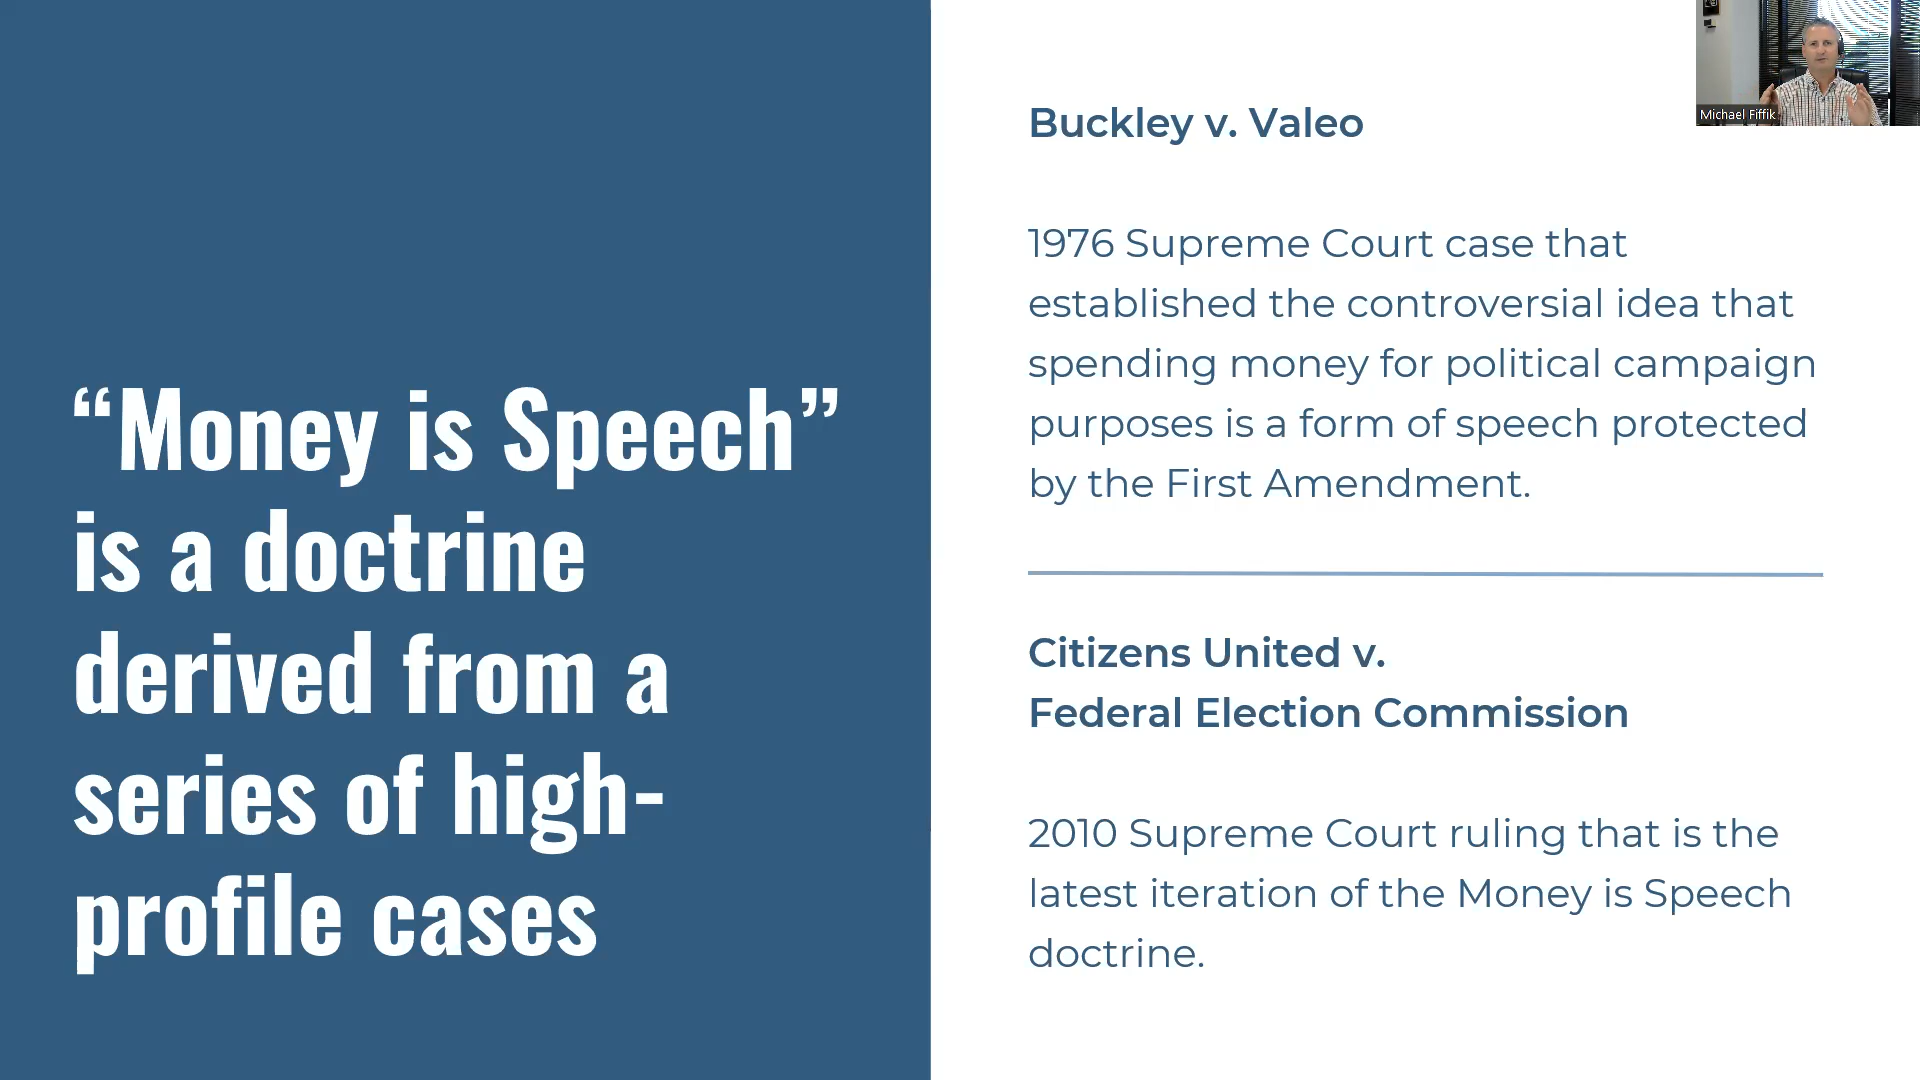 “Money is Speech”
is a doctrine
derived from a
series of high-
profile cases
Buckley v. Valeo
1976 Supreme Court case that
established the controversial idea that
spending money for political campaign
purposes is a form of speech protected
by the First Amendment.
Citizens United v.
Federal Election Commission
2010 Supreme Court ruling that is the
latest iteration of the Money is Speech
doctrine.
Michael Fiffik